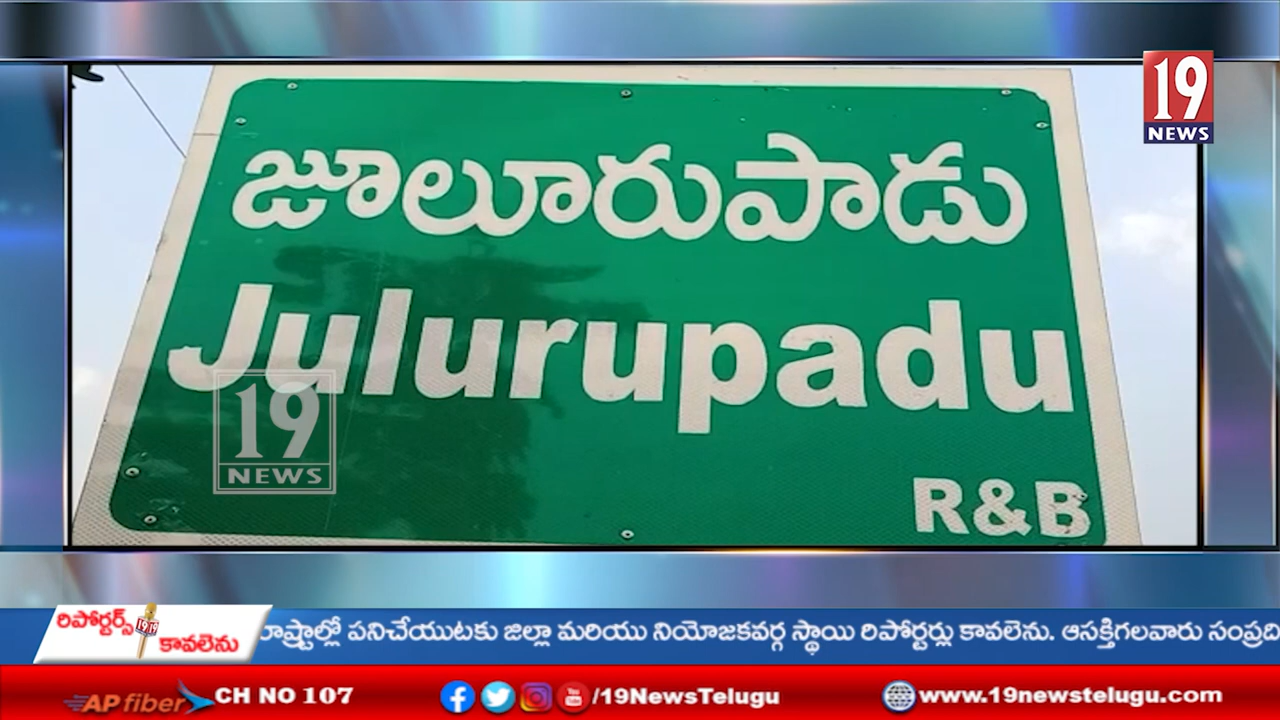 19
NEWS
జూలూరుపాడు
Julurupadu
19
NEWS
R&B
రిపోర్టర్స్
కావలెను
పనిచేయుటకు జిల్లా మరియు నియోజకవర్గ స్థాయి రిపోర్టర్లు కావలెను. ఆసక్తిగలవారు
AP fiber CH NO 107 /19NewsTelugu www.19newstelugu.com